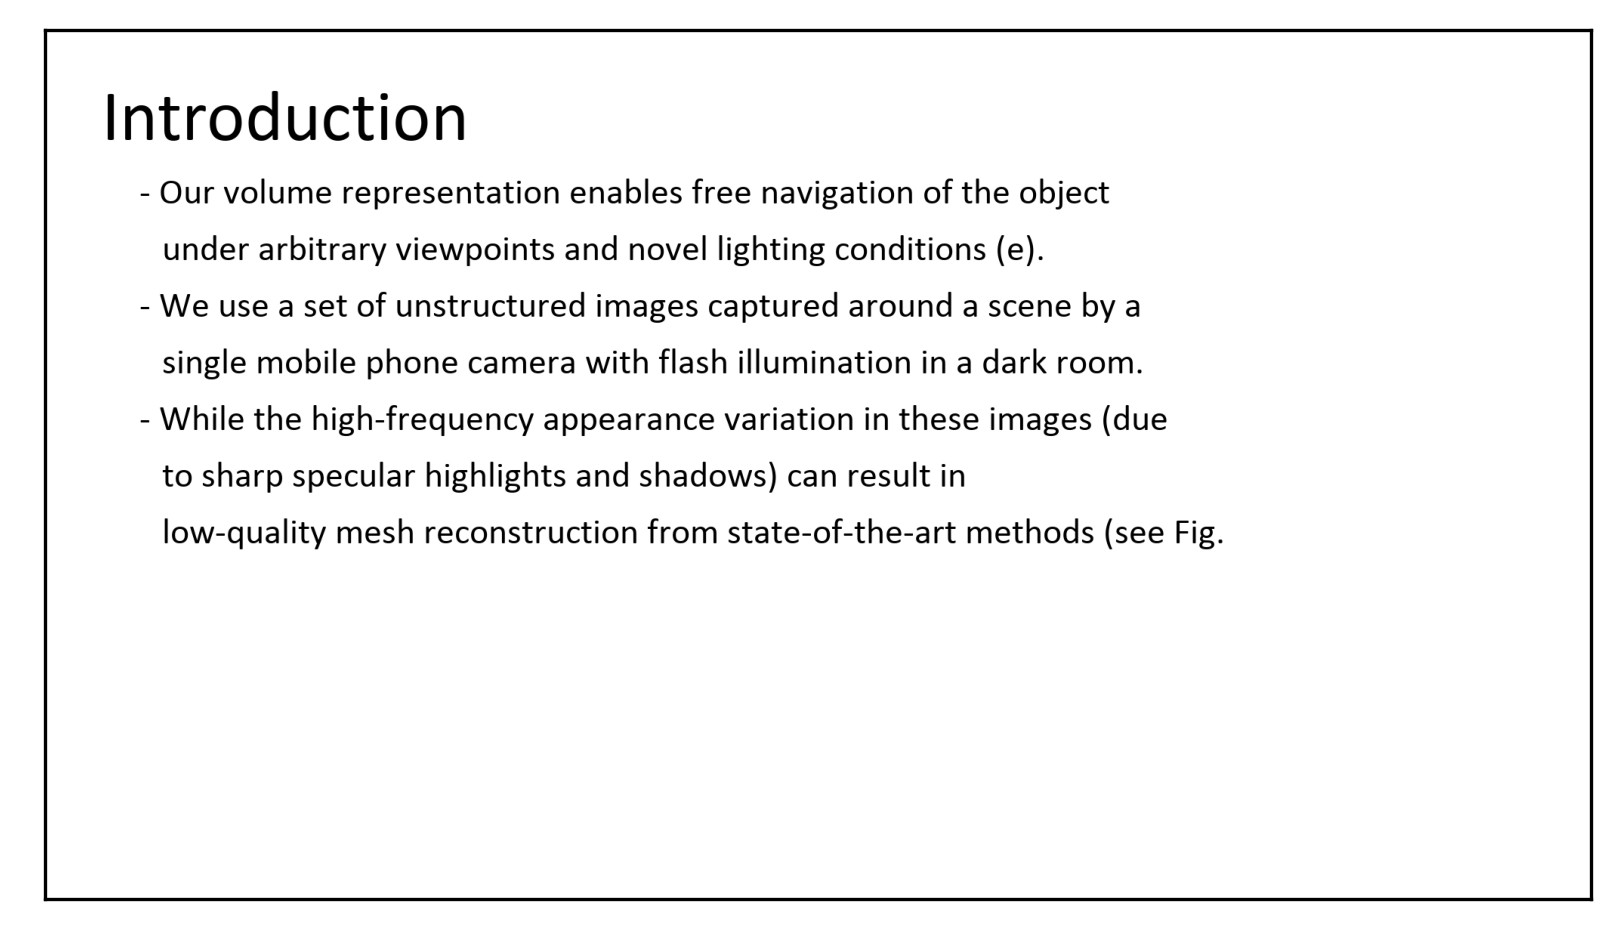 Introduction
- Our volume representation enables free navigation of the object
under arbitrary viewpoints and novel lighting conditions (e).
- We use a set of unstructured images captured around a scene by a
single mobile phone camera with flash illumination in a dark room.
- While the high-frequency appearance variation in these images (due
to sharp specular highlights and shadows) can result in
low-quality mesh reconstruction from state-of-the-art methods (see Fig.